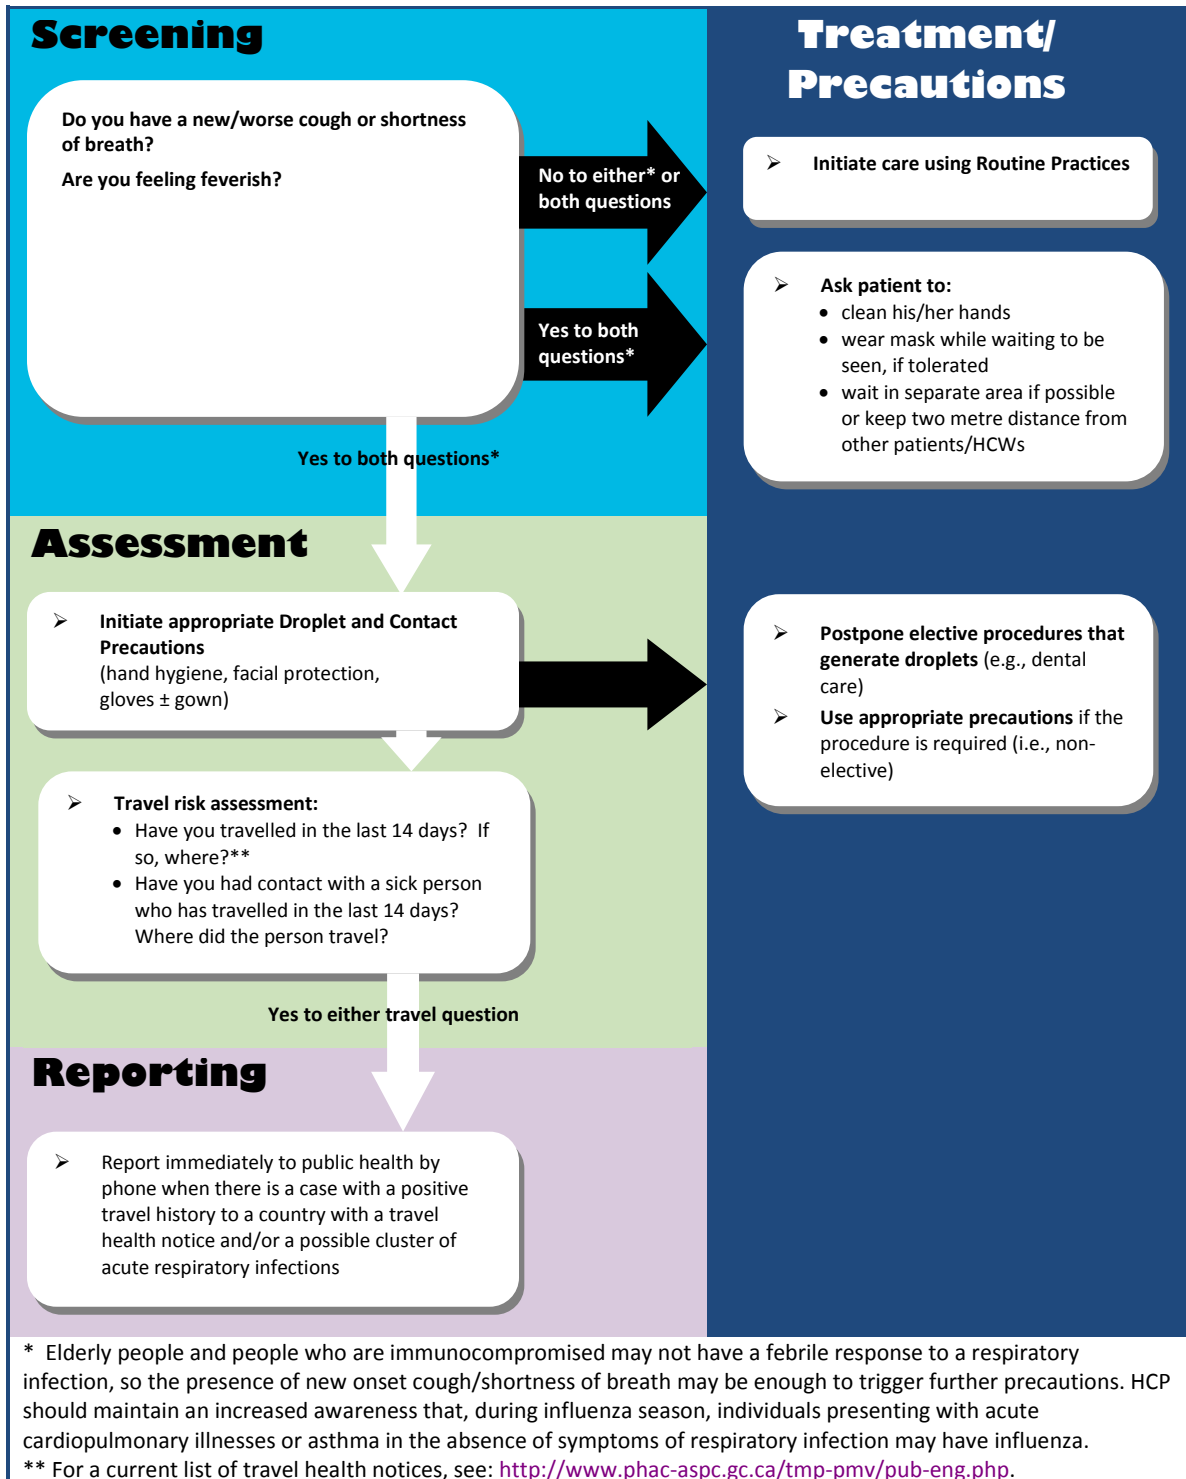 Screening
Do you have a new/worse cough or shortness
of breath?
Are you feeling feverish?
No to either* or
both questions
Yes to both
questions*
Yes to both questions*
Treatment/
Precautions
➢ Initiate care using Routine Practices
➢ Ask patient to:
• clean his/her hands
• wear mask while waiting to be
seen, if tolerated
• wait in separate area if possible
or keep two metre distance from
other patients/HCWs
Assessment
➢ Initiate appropriate Droplet and Contact
Precautions
(hand hygiene, facial protection,
gloves ± gown)
➢ Postpone elective procedures that
generate droplets (e.g., dental
care)
➢ Use appropriate precautions if the
procedure is required (i.e., non-
elective)
➢ Travel risk assessment:
• Have you travelled in the last 14 days?  If
so, where?**
• Have you had contact with a sick person
who has travelled in the last 14 days?
Where did the person travel?
Yes to either travel question
Reporting
➢ Report immediately to public health by
phone when there is a case with a positive
travel history to a country with a travel
health notice and/or a possible cluster of
acute respiratory infections
* Elderly people and people who are immunocompromised may not have a febrile response to a respiratory
infection, so the presence of new onset cough/shortness of breath may be enough to trigger further precautions. HCP
should maintain an increased awareness that, during influenza season, individuals presenting with acute
cardiopulmonary illnesses or asthma in the absence of symptoms of respiratory infection may have influenza.
** For a current list of travel health notices, see: http://www.phac-aspc.gc.ca/tmp-pmv/pub-eng.php.